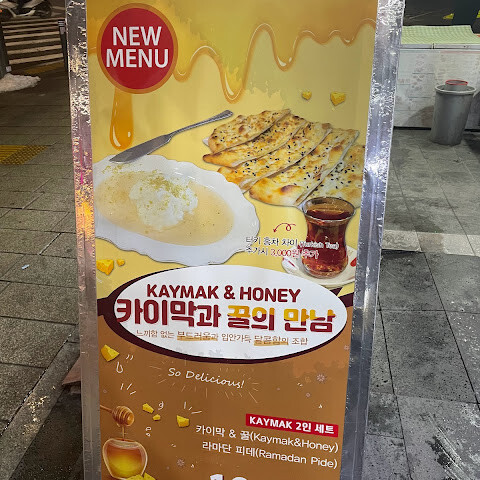 NEW
MENU
터키 홍차 차이 (Turkish Tea)
추가시 3,000원 추가
KAYMAK & HONEY
카이막과 꿀의 만남
느끼함 없는 부드러움과 입안가득 달콤함의 조합
So Delicious!
KAYMAK 2인 세트
카이막 & 꿀(Kaymak&Honey)
라마단 피데(Ramadan Pide)